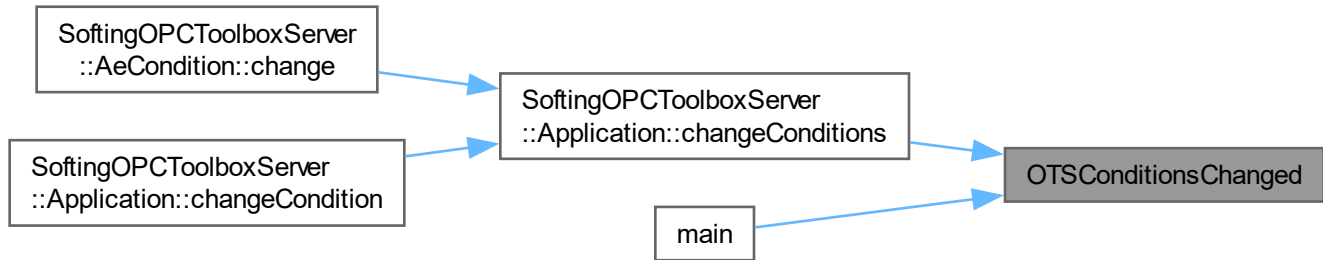 SoftingOPCToolboxServer
::AeCondition::change
SoftingOPCToolboxServer
::Application::changeCondition
SoftingOPCToolboxServer
::Application::changeConditions
main
OTSConditionsChanged